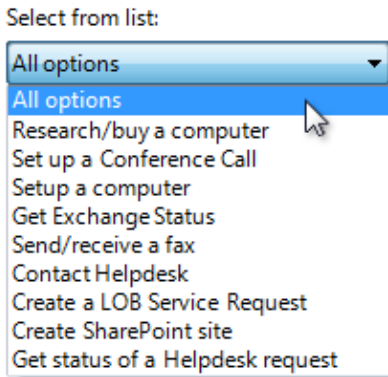 Select from list:
All options
All options
Research/buy a computer
Set up a Conference Call
Setup a computer
Get Exchange Status
Send/receive a fax
Contact Helpdesk
Create a LOB Service Request
Create SharePoint site
Get status of a Helpdesk request